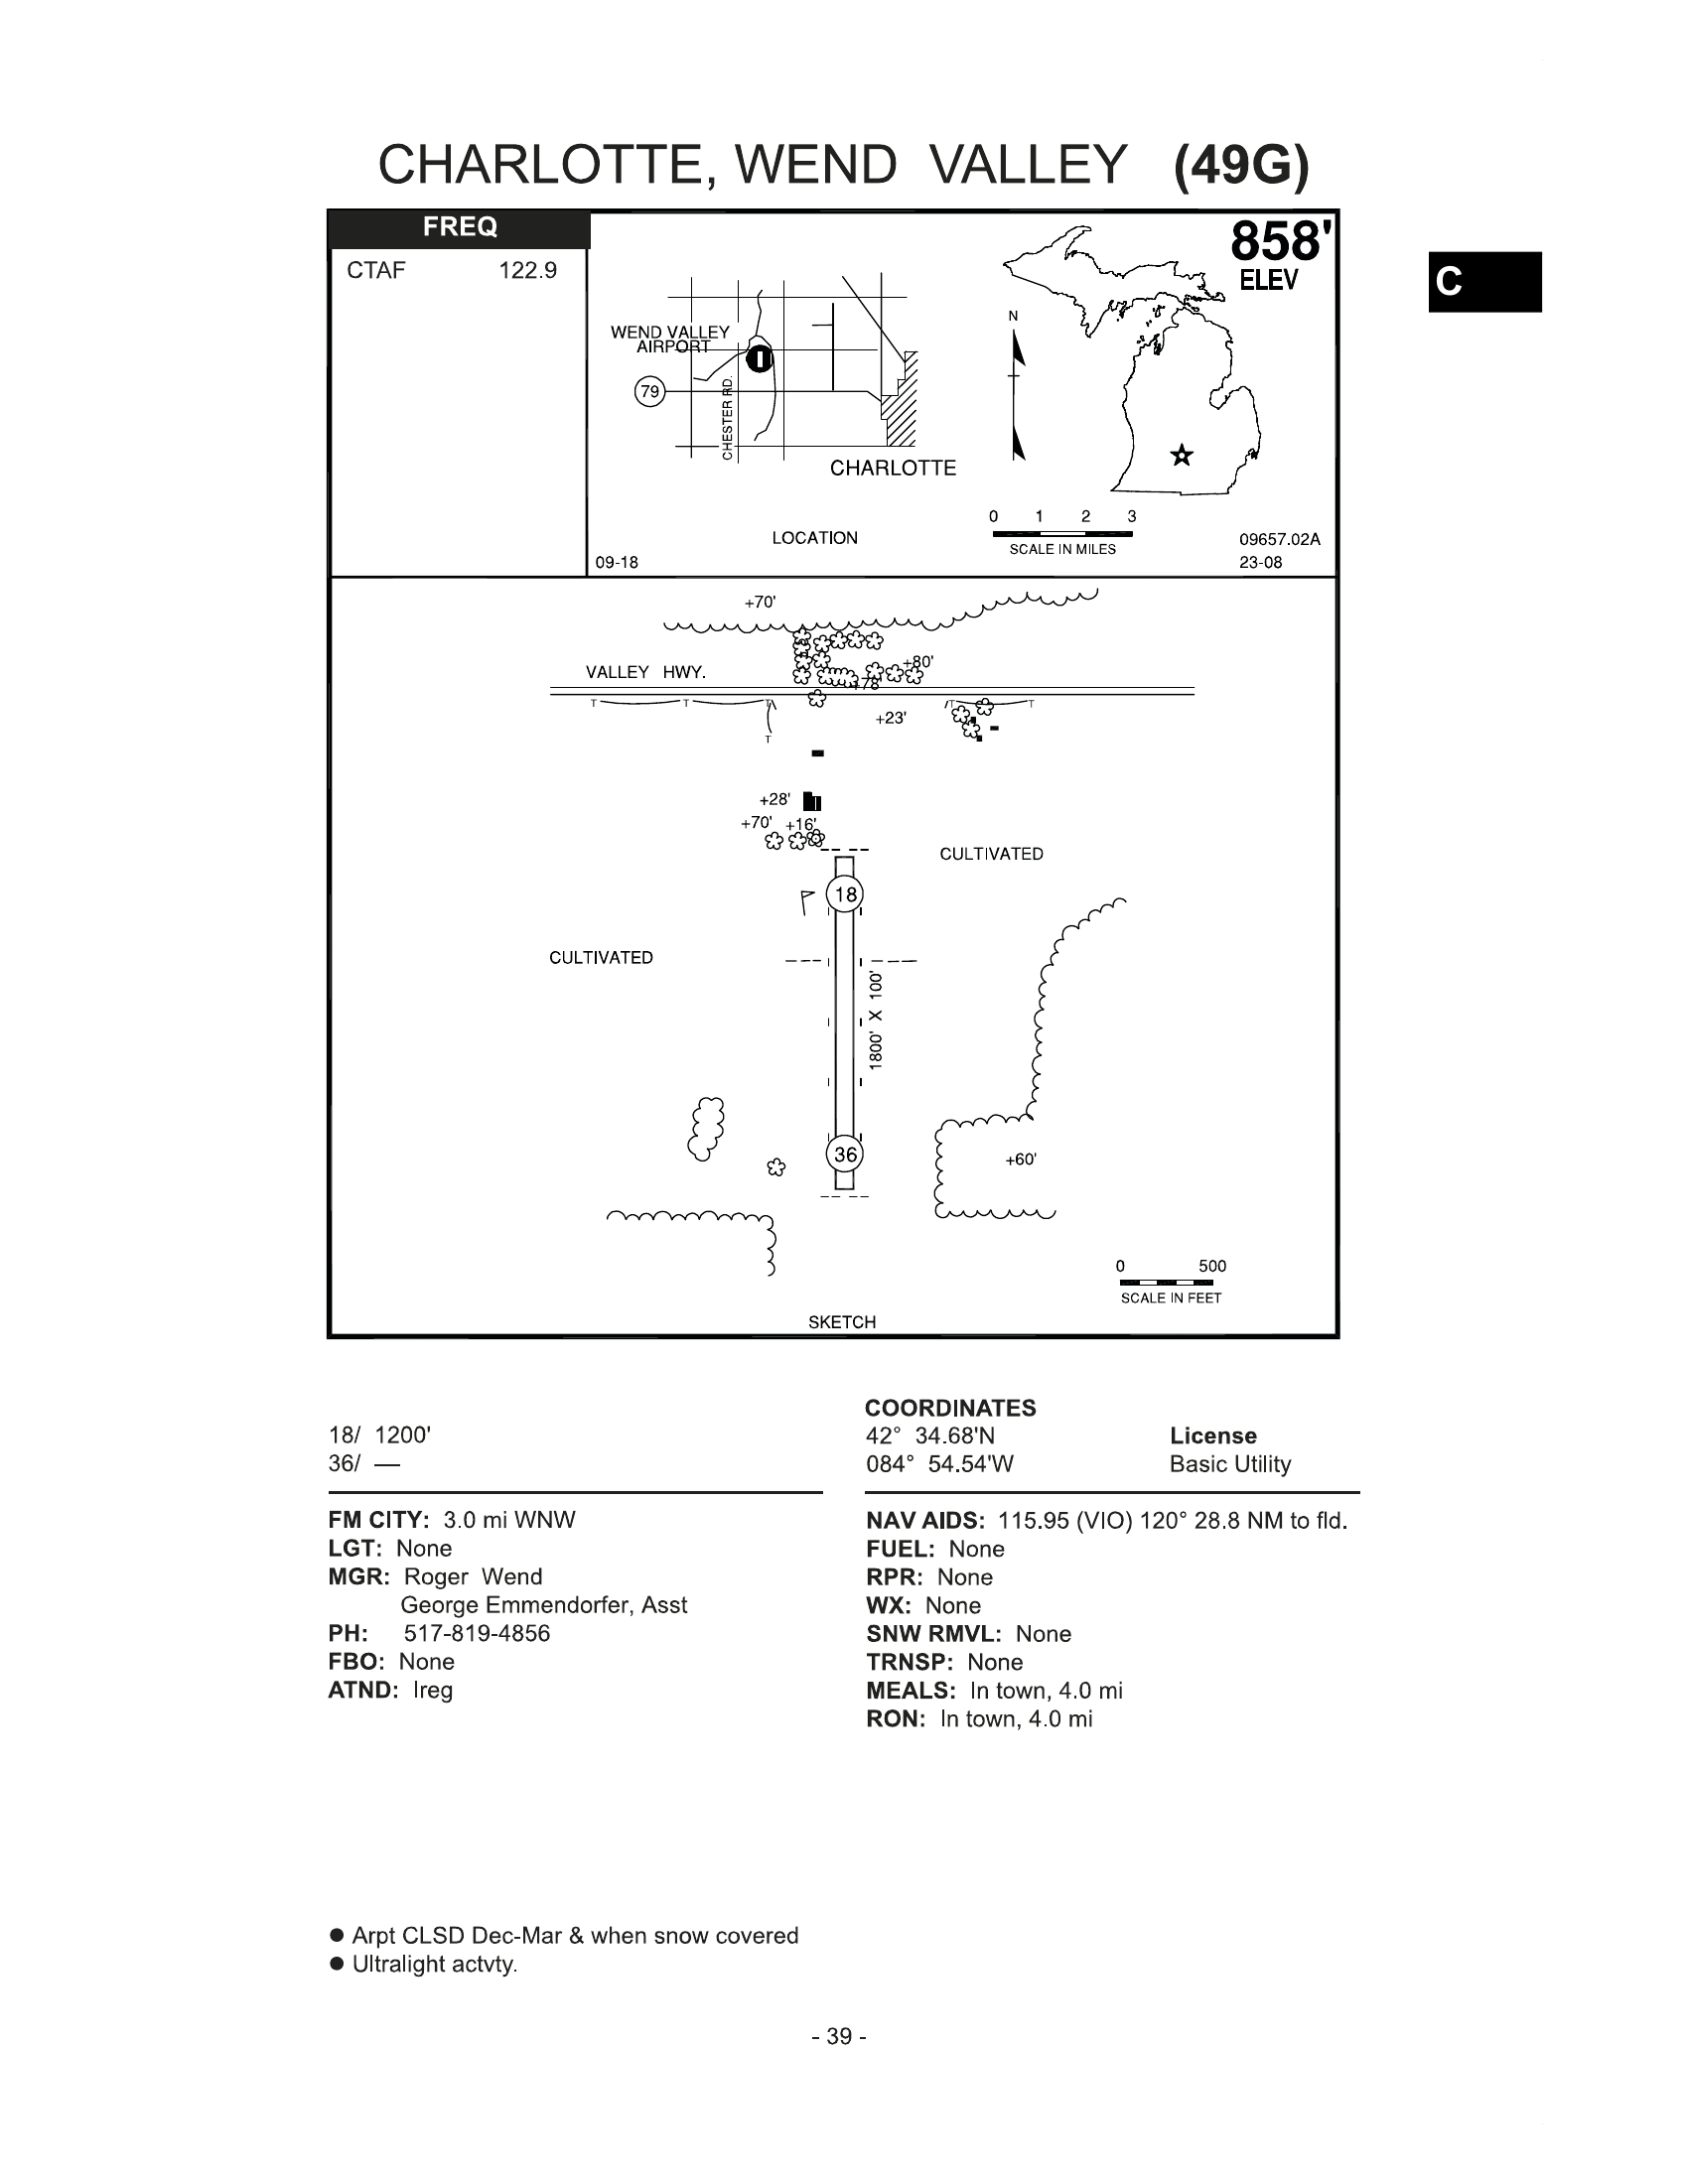 CHARLOTTE, WEND VALLEY (49G)
FREQ
CTAF 122.9
858'
ELEV
C
WEND VALLEY
AIRPORT
79
CHESTER RD.
CHARLOTTE
N
0 1 2 3
SCALE IN MILES
LOCATION
09-18
09657.02A
23-08
+70'
VALLEY HWY.
+80'
+78'
T T T T T
T
+23'
+28'
+70' +16'
CULTIVATED
18
CULTIVATED
1800' X 100'
36
+60'
0 500
SCALE IN FEET
SKETCH
18/ 1200'
36/ —
COORDINATES
42° 34.68'N
084° 54.54'W
License
Basic Utility
FM CITY: 3.0 mi WNW
LGT: None
MGR: Roger Wend
George Emmendorfer, Asst
PH: 517-819-4856
FBO: None
ATND: Ireg
NAV AIDS: 115.95 (VIO) 120° 28.8 NM to fld.
FUEL: None
RPR: None
WX: None
SNW RMVL: None
TRNSP: None
MEALS: In town, 4.0 mi
RON: In town, 4.0 mi
● Arpt CLSD Dec-Mar & when snow covered
● Ultralight actvty.
- 39 -